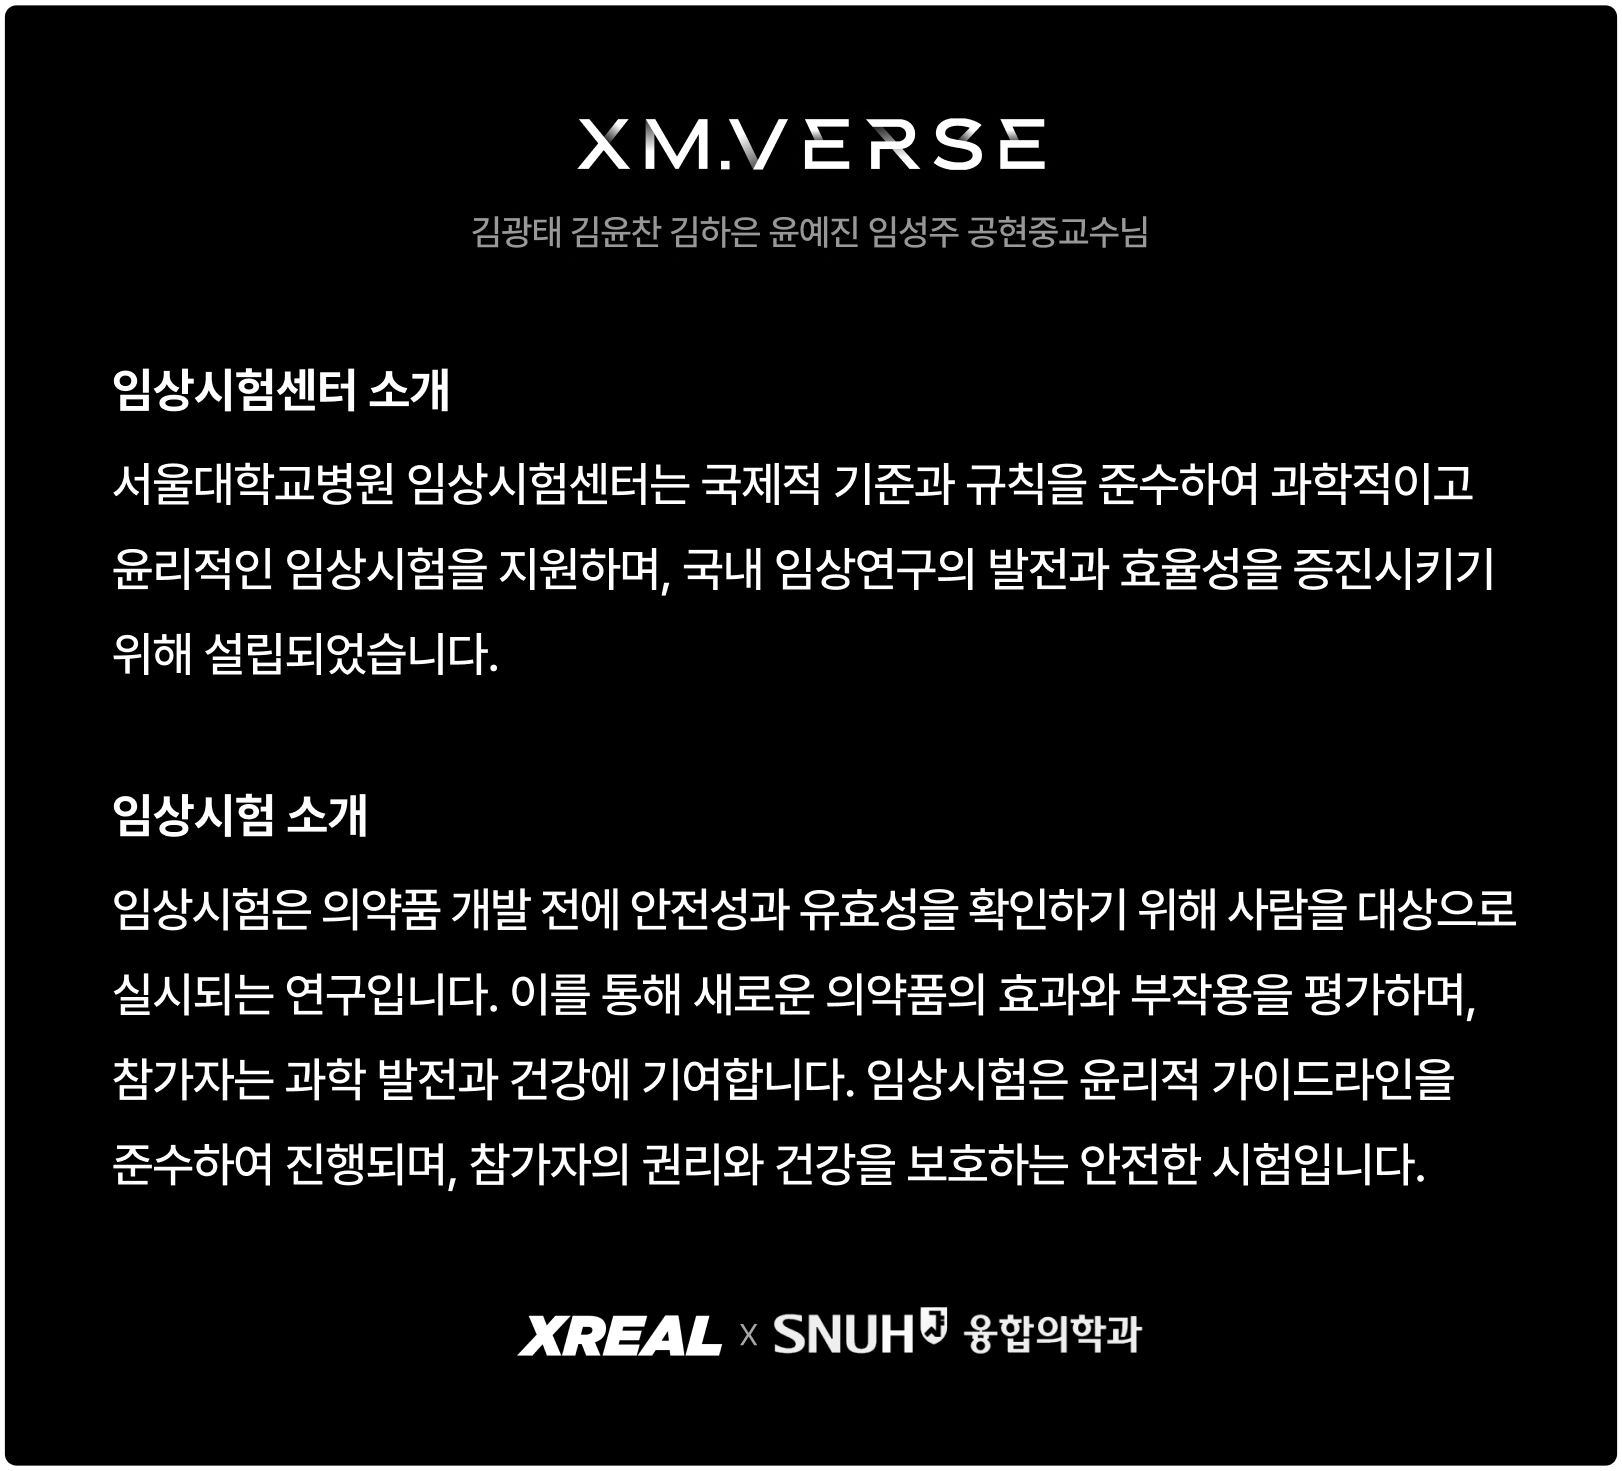 XM.VERSE
김광태 김윤찬 김하은 윤예진 임성주 공현중교수님
임상시험센터 소개
서울대학교병원 임상시험센터는 국제적 기준과 규칙을 준수하여 과학적이고
윤리적인 임상시험을 지원하며, 국내 임상연구의 발전과 효율성을 증진시키기
위해 설립되었습니다.
임상시험 소개
임상시험은 의약품 개발 전에 안전성과 유효성을 확인하기 위해 사람을 대상으로
실시되는 연구입니다. 이를 통해 새로운 의약품의 효과와 부작용을 평가하며,
참가자는 과학 발전과 건강에 기여합니다. 임상시험은 윤리적 가이드라인을
준수하여 진행되며, 참가자의 권리와 건강을 보호하는 안전한 시험입니다.
XREAL X SNUH 융합의학과